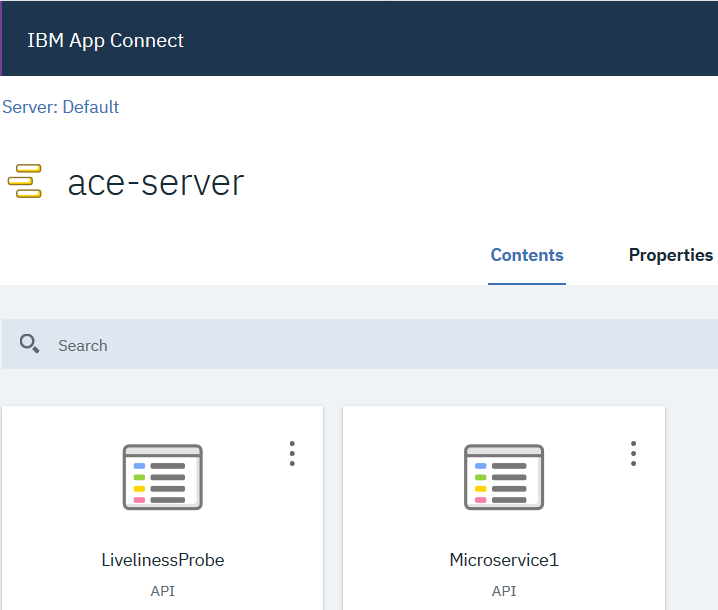 IBM App Connect
Server: Default
ace-server
Contents Properties
Search
LivelinessProbe Microservice1
API API